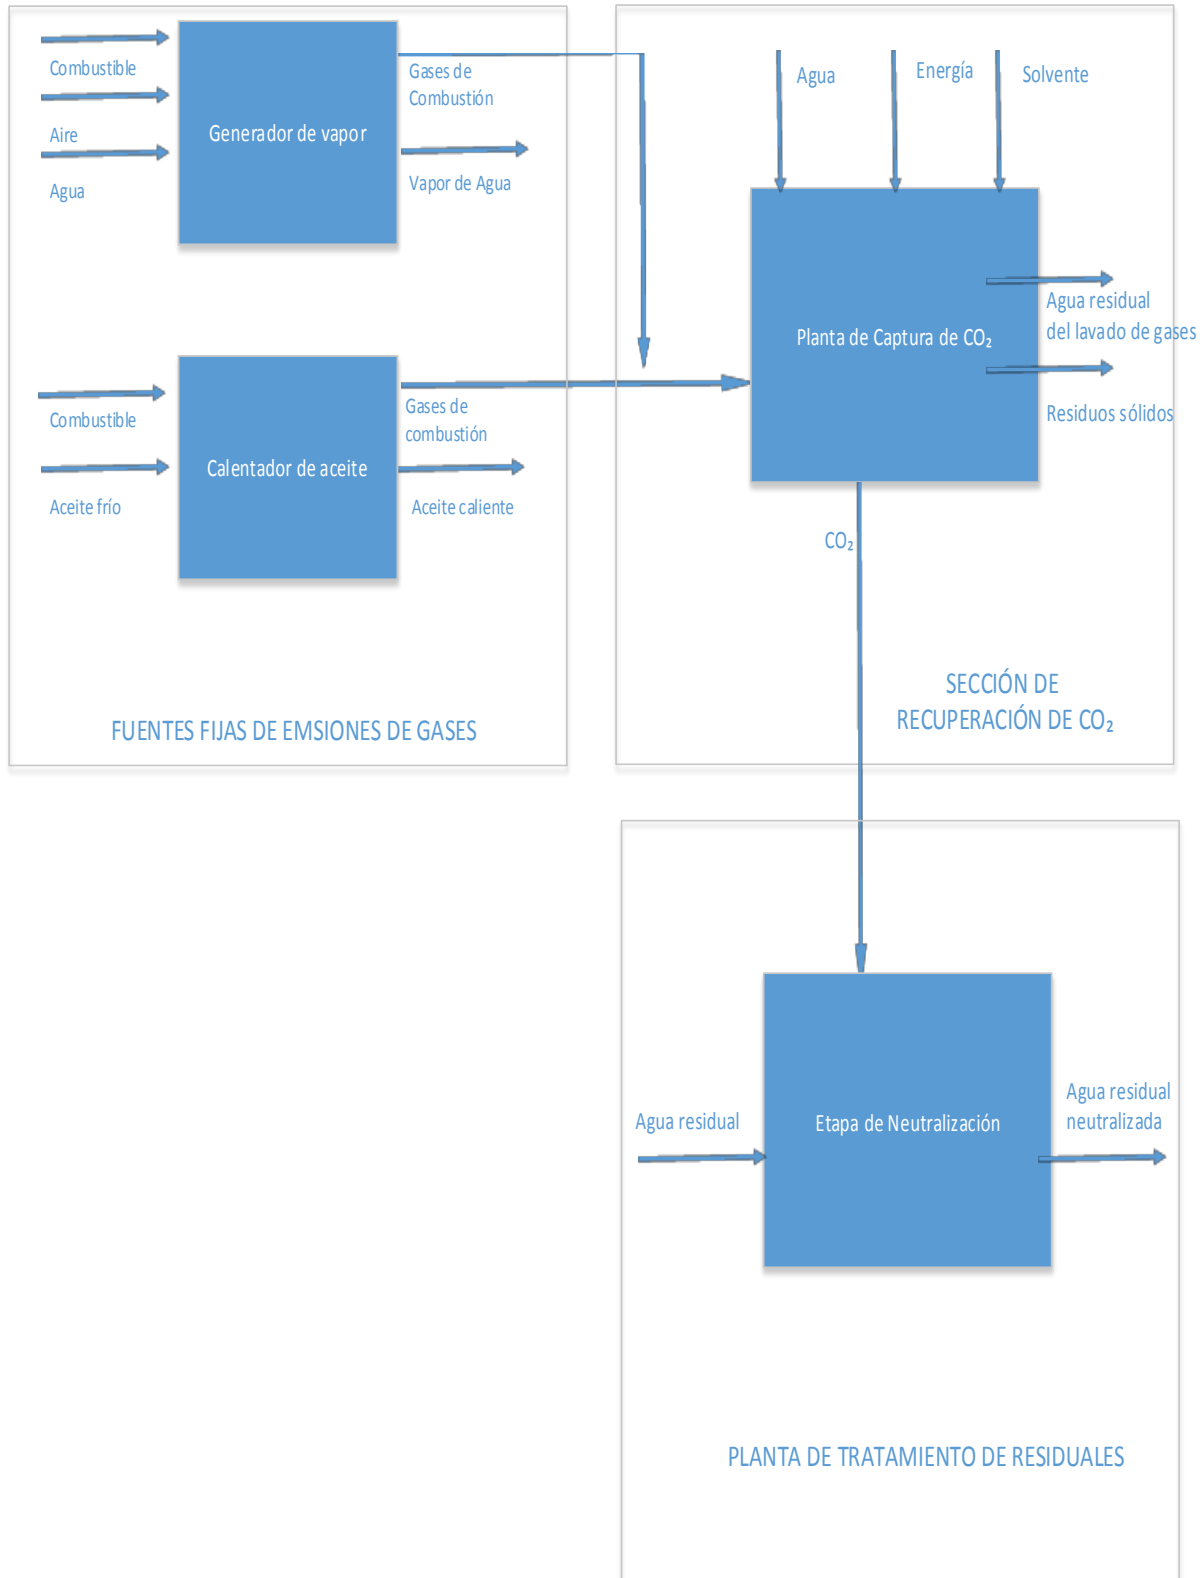 Combustible
Aire
Agua
Generador de vapor
Gases de
Combustión
Vapor de Agua
Combustible
Aceite frío
Calentador de aceite
Gases de
combustión
Aceite caliente
FUENTES FIJAS DE EMSIONES DE GASES
Agua
Energía
Solvente
Planta de Captura de CO₂
Agua residual
del lavado de gases
Residuos sólidos
CO₂
SECCIÓN DE
RECUPERACIÓN DE CO₂
Agua residual
Etapa de Neutralización
Agua residual
neutralizada
PLANTA DE TRATAMIENTO DE RESIDUALES